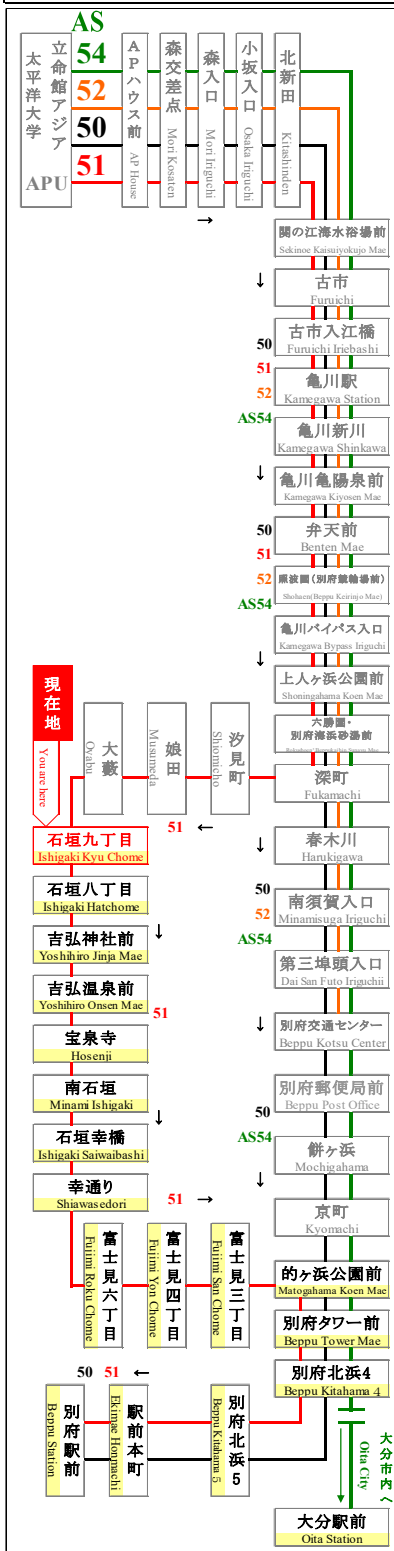 AS
54
52
50
51
立命館アジア
太平洋大学
APU
APハウス前
AP House
森交差点
Mori Kosaten
森入口
Mori Iriguchi
小坂入口
Osaka Iriguchi
北新田
Kitashinden
→
関の江海水浴場前
Sekinoe Kaisuiyokujo Mae
↓
古市
Furuichi
古市入江橋
Furuichi Iriebashi
50
51
52
AS54
亀川駅
Kamegawa Station
亀川新川
Kamegawa Shinkawa
↓
亀川亀陽泉前
Kamegawa Kiyosen Mae
50
51
52
AS54
弁天前
Benten Mae
照波園(別府競輪場前)
Shohaen(Beppu Keirinjo Mae)
亀川バイパス入口
Kamegawa Bypass Iriguchi
↓
上人ヶ浜公園前
Shoningahama Koen Mae
六勝園・
別府海浜砂湯前
現在地
You are here
大藪
Oyabu
娘田
Musumeda
汐見町
Shiomicho
深町
Fukamachi
51 ←
石垣九丁目
Ishigaki Kyu Chome
石垣八丁目
Ishigaki Hatchome
吉弘神社前
Yoshihiro Jinja Mae
↓
吉弘温泉前
Yoshihiro Onsen Mae
51
宝泉寺
Hosenji
南石垣
Minami Ishigaki
↓
石垣幸橋
Ishigaki Saiwaibashi
幸通り
Shiawasedori
51 →
↓
春木川
Harukigawa
50
52
AS54
南須賀入口
Minamisuga Iriguchi
第三埠頭入口
Dai San Futo Iriguchii
↓
別府交通センター
Beppu Kotsu Center
別府郵便局前
Beppu Post Office
50
AS54
餅ヶ浜
Mochigahama
↓
京町
Kyomachi
富士見六丁目
Fujimi Roku Chome
富士見四丁目
Fujimi Yon Chome
富士見三丁目
Fujimi San Chome
的ヶ浜公園前
Matogahama Koen Mae
別府タワー前
Beppu Tower Mae
別府北浜4
Beppu Kitahama 4
50 51 ←
別府駅前
Beppu Station
駅前本町
Ekimae Honmachi
別府北浜5
Beppu Kitahama 5
大分市内へ
Oita City
大分駅前
Oita Station